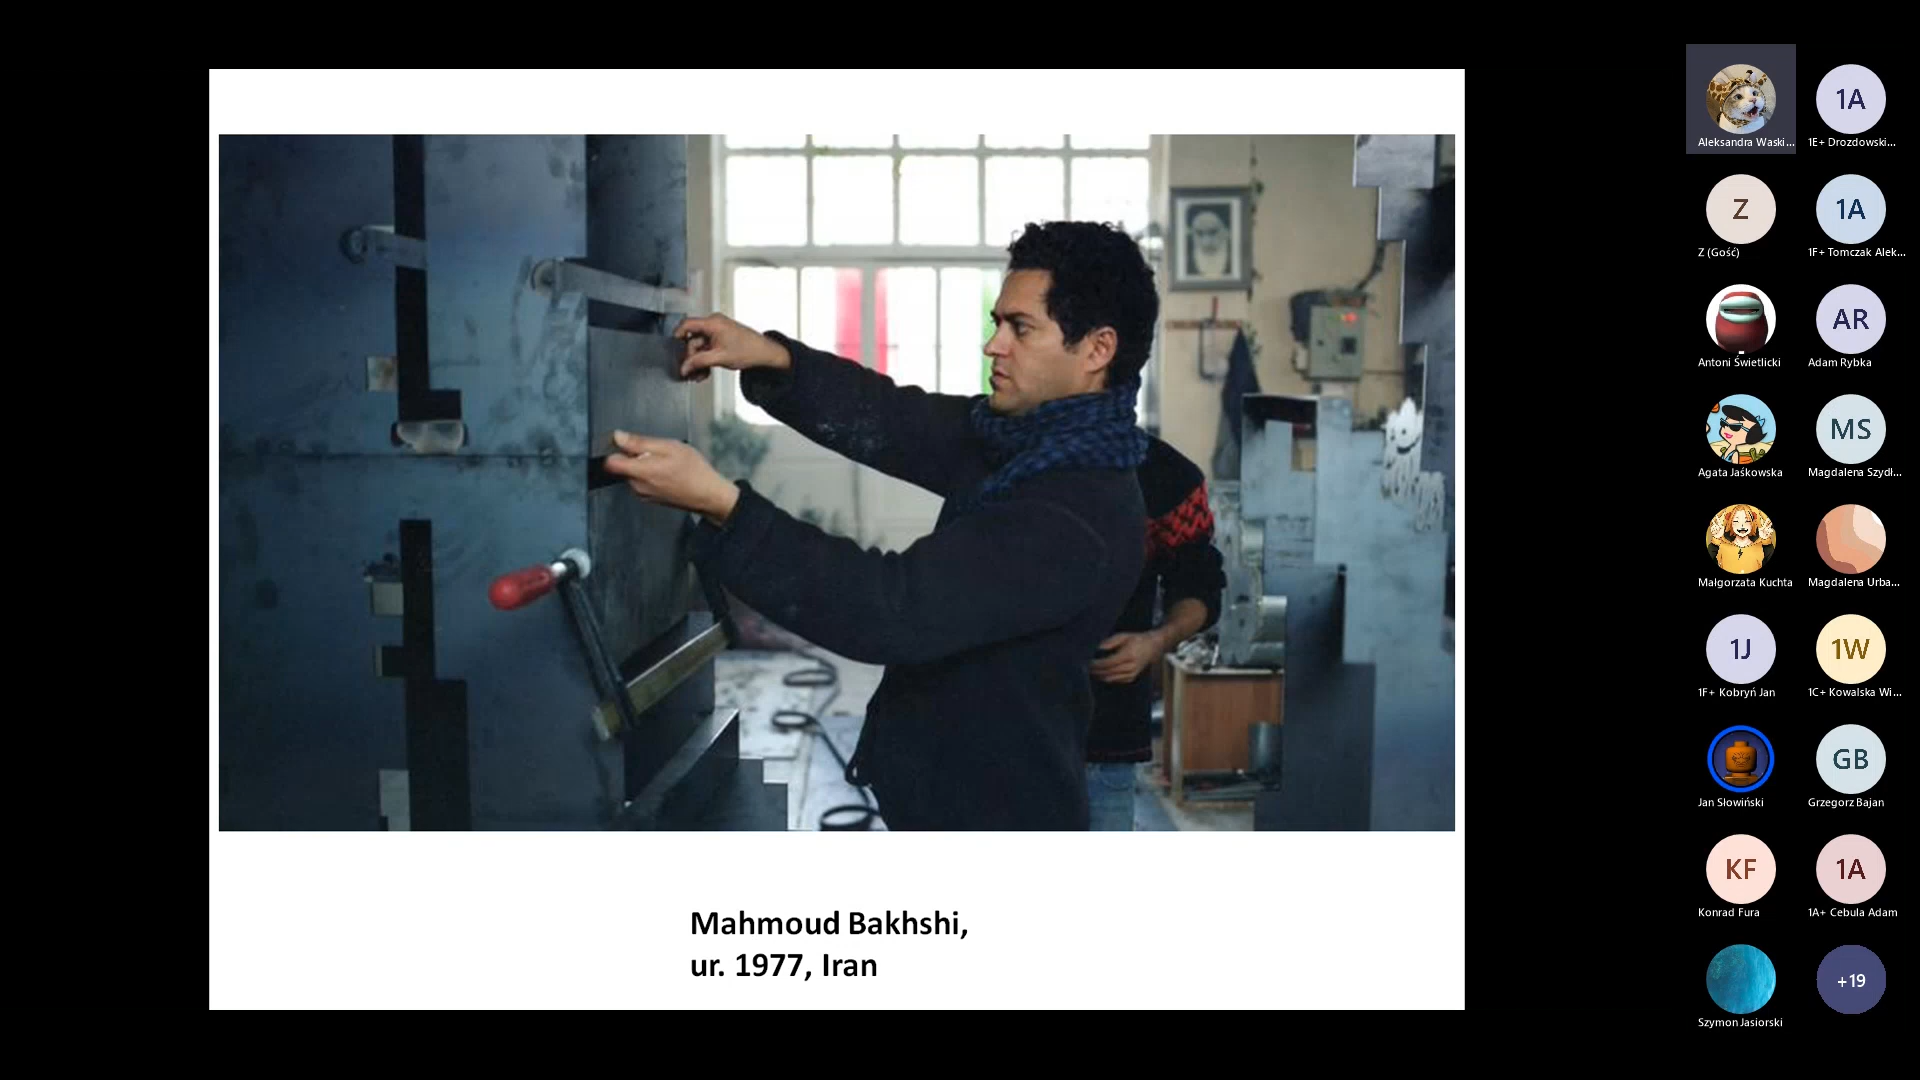 Mahmoud Bakhshi,
ur. 1977, Iran
Aleksandra Waski...
1A
1E+ Drozdowski...
Z
Z (Gość)
1A
1F+ Tomczak Alek...
Antoni Świetlicki
AR
Adam Rybka
Agata Jaśkowska
MS
Magdalena Szydł...
Małgorzata Kuchta
Magdalena Urba...
1J
1F+ Kobryń Jan
1W
1C+ Kowalska Wi...
Jan Słowiński
GB
Grzegorz Bajan
KF
Konrad Fura
1A
1A+ Cebula Adam
Szymon Jasiorski
+19